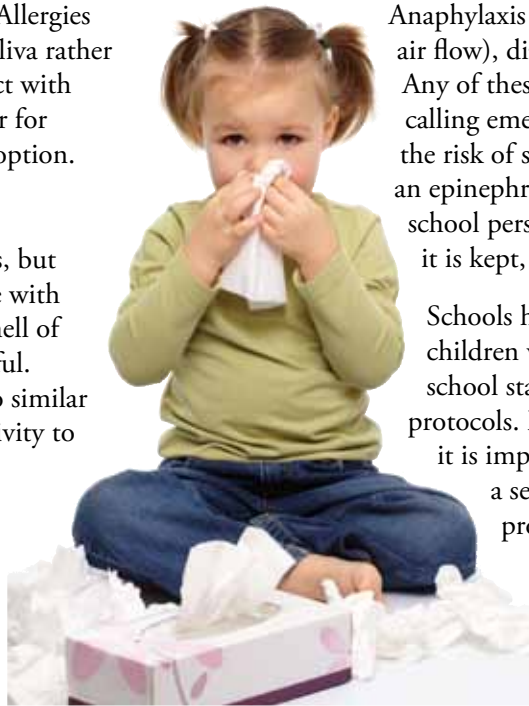 Allergies
liva rather
ct with
r for
option.
s, but
e with
ell of
ful.
o similar
ivity to
Anaphylaxis
air flow), di
Any of thes
calling eme
the risk of s
an epinephr
school pers
it is kept,
Schools h
children
school sta
protocols.
it is imp
a se
pro